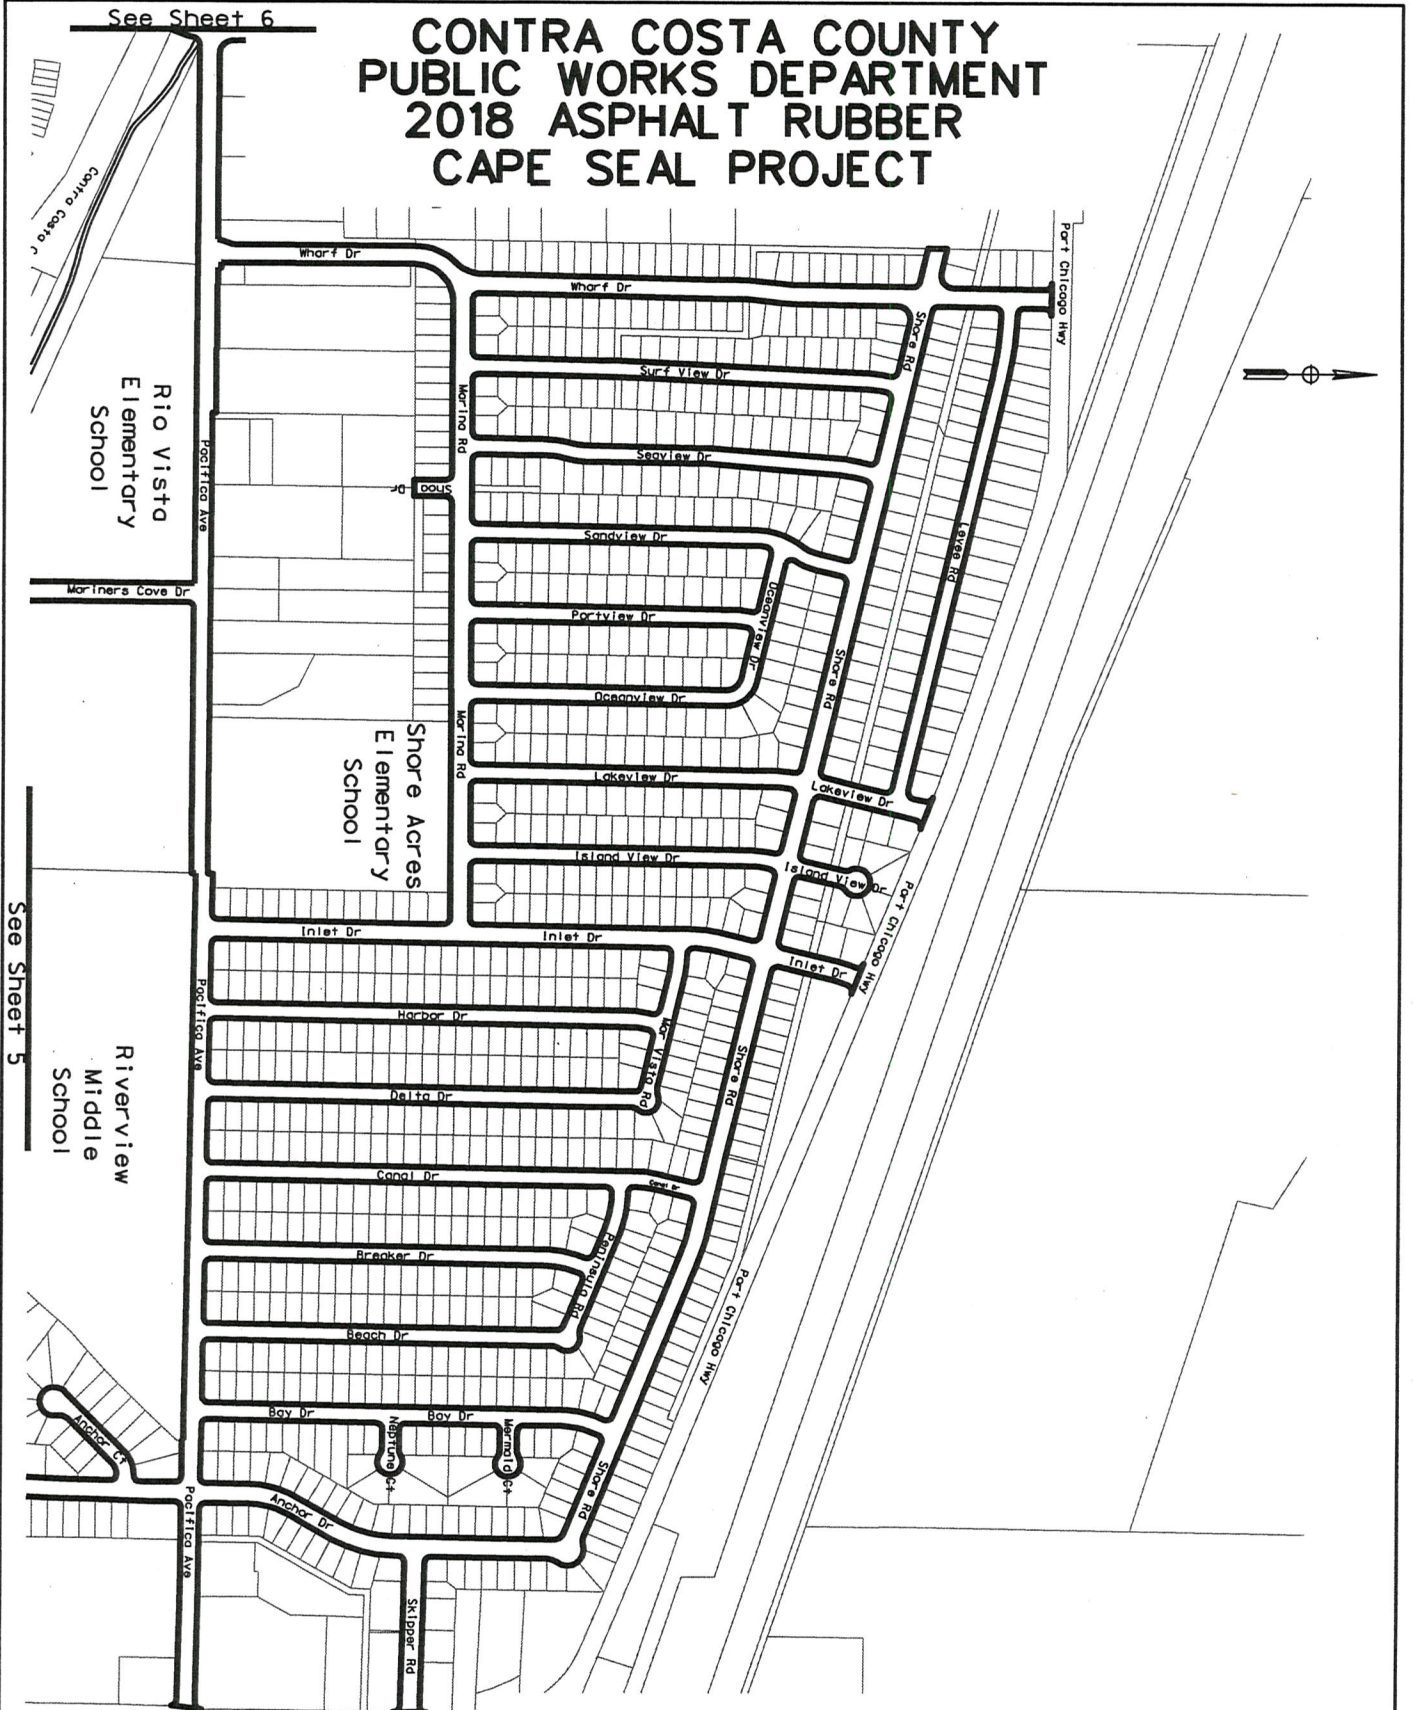 See Sheet 6
CONTRA COSTA COUNTY
PUBLIC WORKS DEPARTMENT
2018 ASPHALT RUBBER
CAPE SEAL PROJECT
Contra Costa C
Wharf Dr
Wharf Dr
Port Chicago Hwy
Shore Rd
Surf View Dr
Marina Rd
Rio Vista
Elementary
School
Pacifica Ave
Seaview Dr
Shoal Dr
Sandview Dr
Levee Rd
Mariners Cove Dr
Portview Dr
Oceanview Dr
Shore Rd
Oceanview Dr
Marina Rd
Shore Acres
Elementary
School
Lakeview Dr
Lakeview Dr
Island View Dr
Island View Dr
Port Chicago Hwy
Inlet Dr
Inlet Dr
Inlet Dr
See Sheet 5
Pacifica Ave
Harbor Dr
Mar Vista Rd
Shore Rd
Delta Dr
Riverview
Middle
School
Canal Dr
Canal Dr
Breaker Dr
Peninsula Rd
Port Chicago Hwy
Beach Dr
Bay Dr
Bay Dr
Neptune Ct
Mermaid Ct
Anchor Ct
Shore Rd
Anchor Dr
Pacifica Ave
Skipper Rd